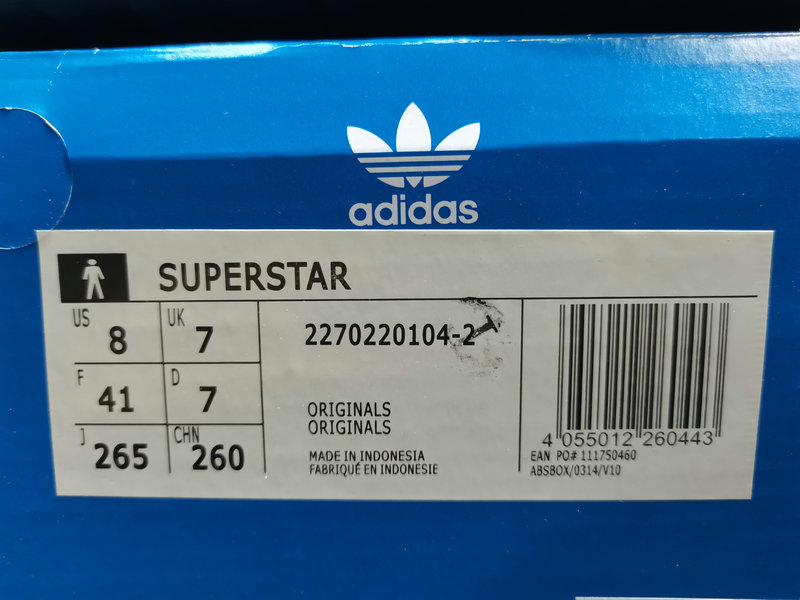 adidas
SUPERSTAR
US 8 UK 7
F 41 D 7
J 265 CHN 260
2270220104-2
ORIGINALS
ORIGINALS
MADE IN INDONESIA
FABRIQUÉ EN INDONESIE
4 055012 260443
EAN PO# 111750460
ABSBOX/0314/V10